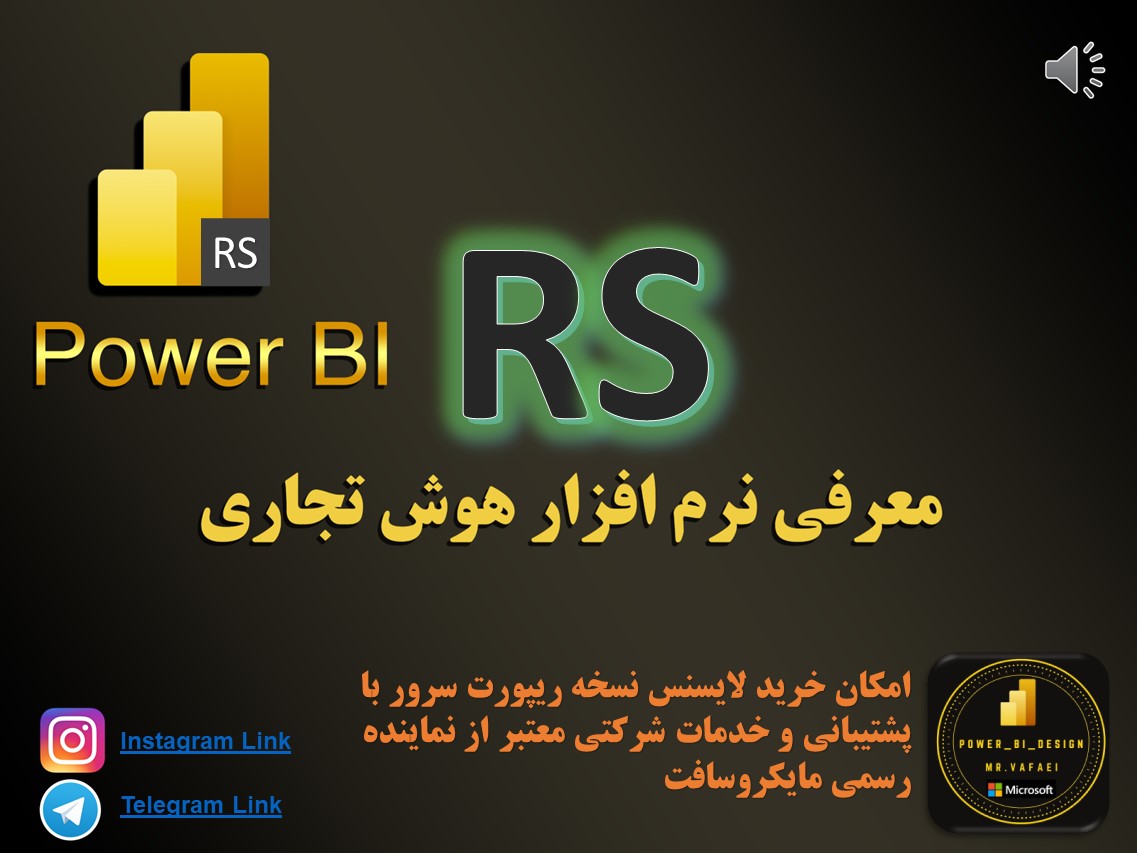 RS
Power BI
RS
معرفی نرم افزار هوش تجاری
امکان خرید لایسنس نسخه ریپورت سرور با
پشتیبانی و خدمات شرکتی معتبر از نماینده
رسمی مایکروسافت
Instagram Link
Telegram Link
POWER_BI_DESIGN
MR.VAFAEI
Microsoft